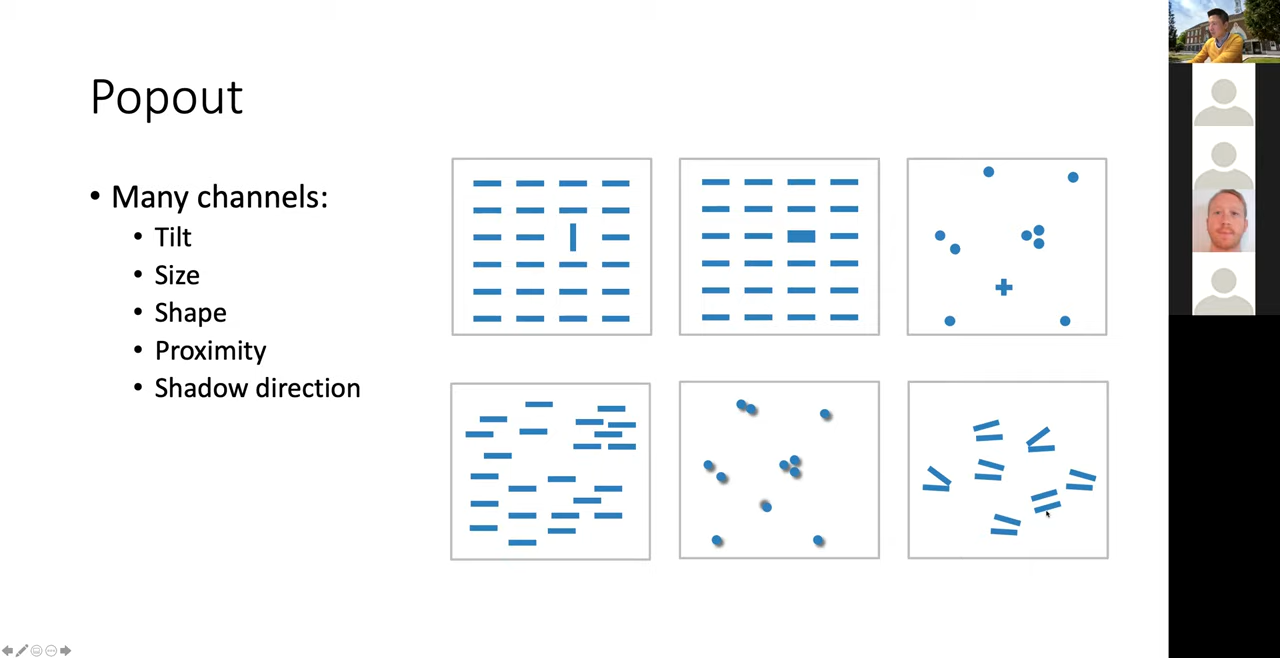 Popout
• Many channels:
• Tilt
• Size
• Shape
• Proximity
• Shadow direction